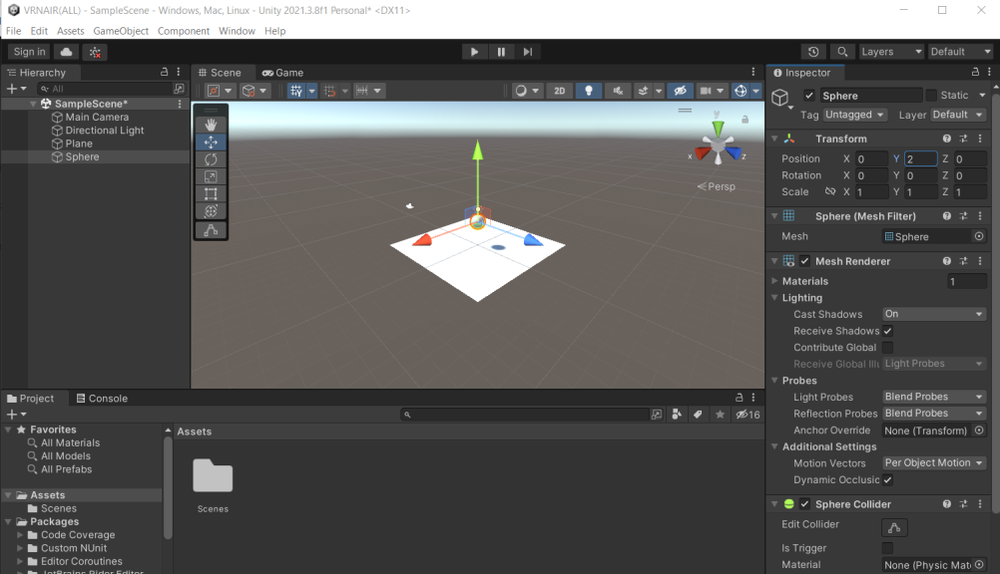 VRNAIR(ALL) - SampleScene - Windows, Mac, Linux - Unity 2021.3.8f1 Personal* <DX11>
File Edit Assets GameObject Component Window Help
Sign in Layers Default
Hierarchy Scene Game Inspector
All 2D Sphere Static
SampleScene* Tag Untagged Layer Default
Main Camera
Directional Light
Plane
Sphere
y
x z
Persp
Transform
Position X 0 Y 2 Z 0
Rotation X 0 Y 0 Z 0
Scale X 1 Y 1 Z 1
Sphere (Mesh Filter)
Mesh Sphere
Mesh Renderer
Materials 1
Lighting
Cast Shadows On
Receive Shadows
Contribute Global
Receive Global Illu Light Probes
Probes
Light Probes Blend Probes
Reflection Probes Blend Probes
Anchor Override None (Transform)
Additional Settings
Motion Vectors Per Object Motion
Dynamic Occlusic
Sphere Collider
Edit Collider
Is Trigger
Material None (Physic Mate
Project Console
16
Favorites
All Materials
All Models
All Prefabs
Assets
Scenes
Packages
Code Coverage
Custom NUnit
Editor Coroutines
JetBrains Rider Editor
Assets
Scenes